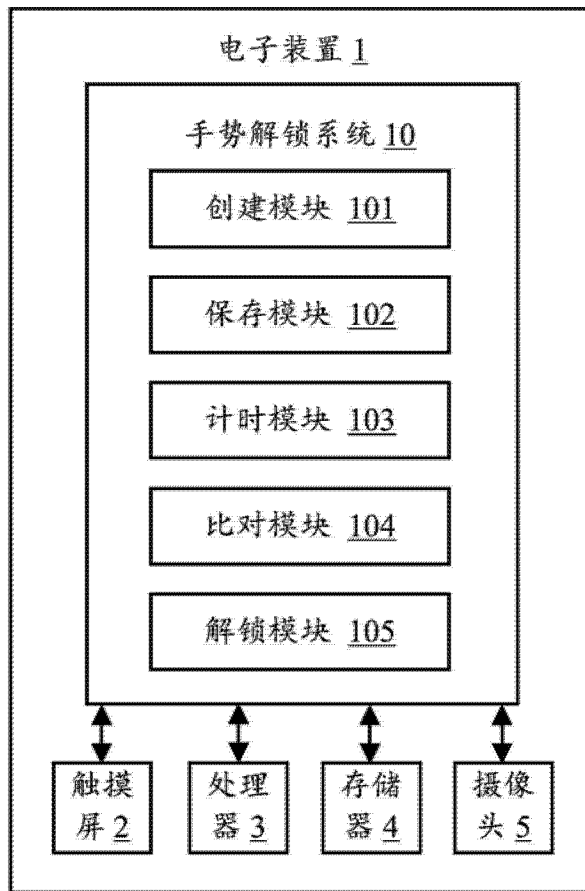 电子装置 1
手势解锁系统 10
创建模块 101
保存模块 102
计时模块 103
比对模块 104
解锁模块 105
触摸
屏 2
处理
器 3
存储
器 4
摄像
头 5